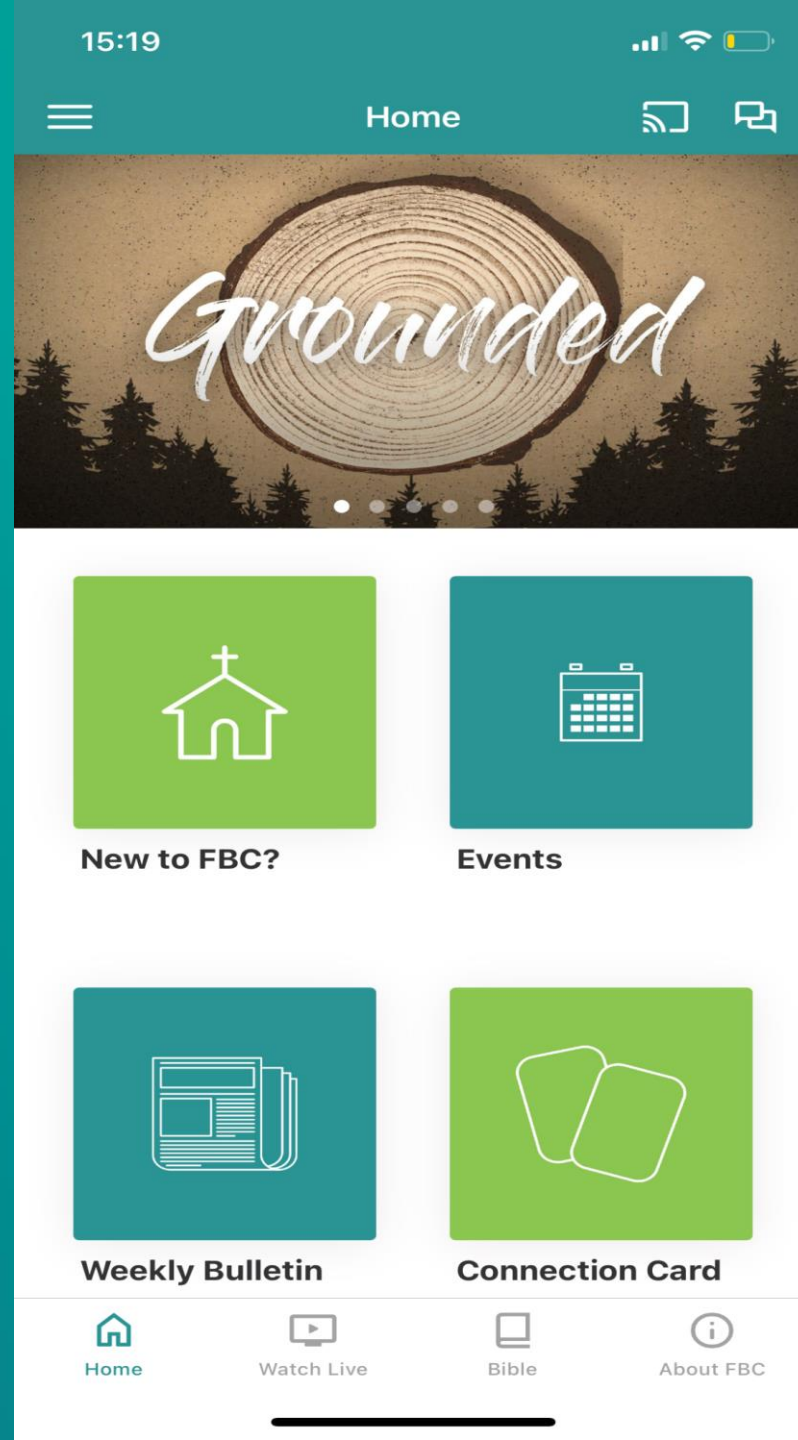 15:19
Home
Grounded
New to FBC?
Events
Weekly Bulletin
Connection Card
Home
Watch Live
Bible
About FBC